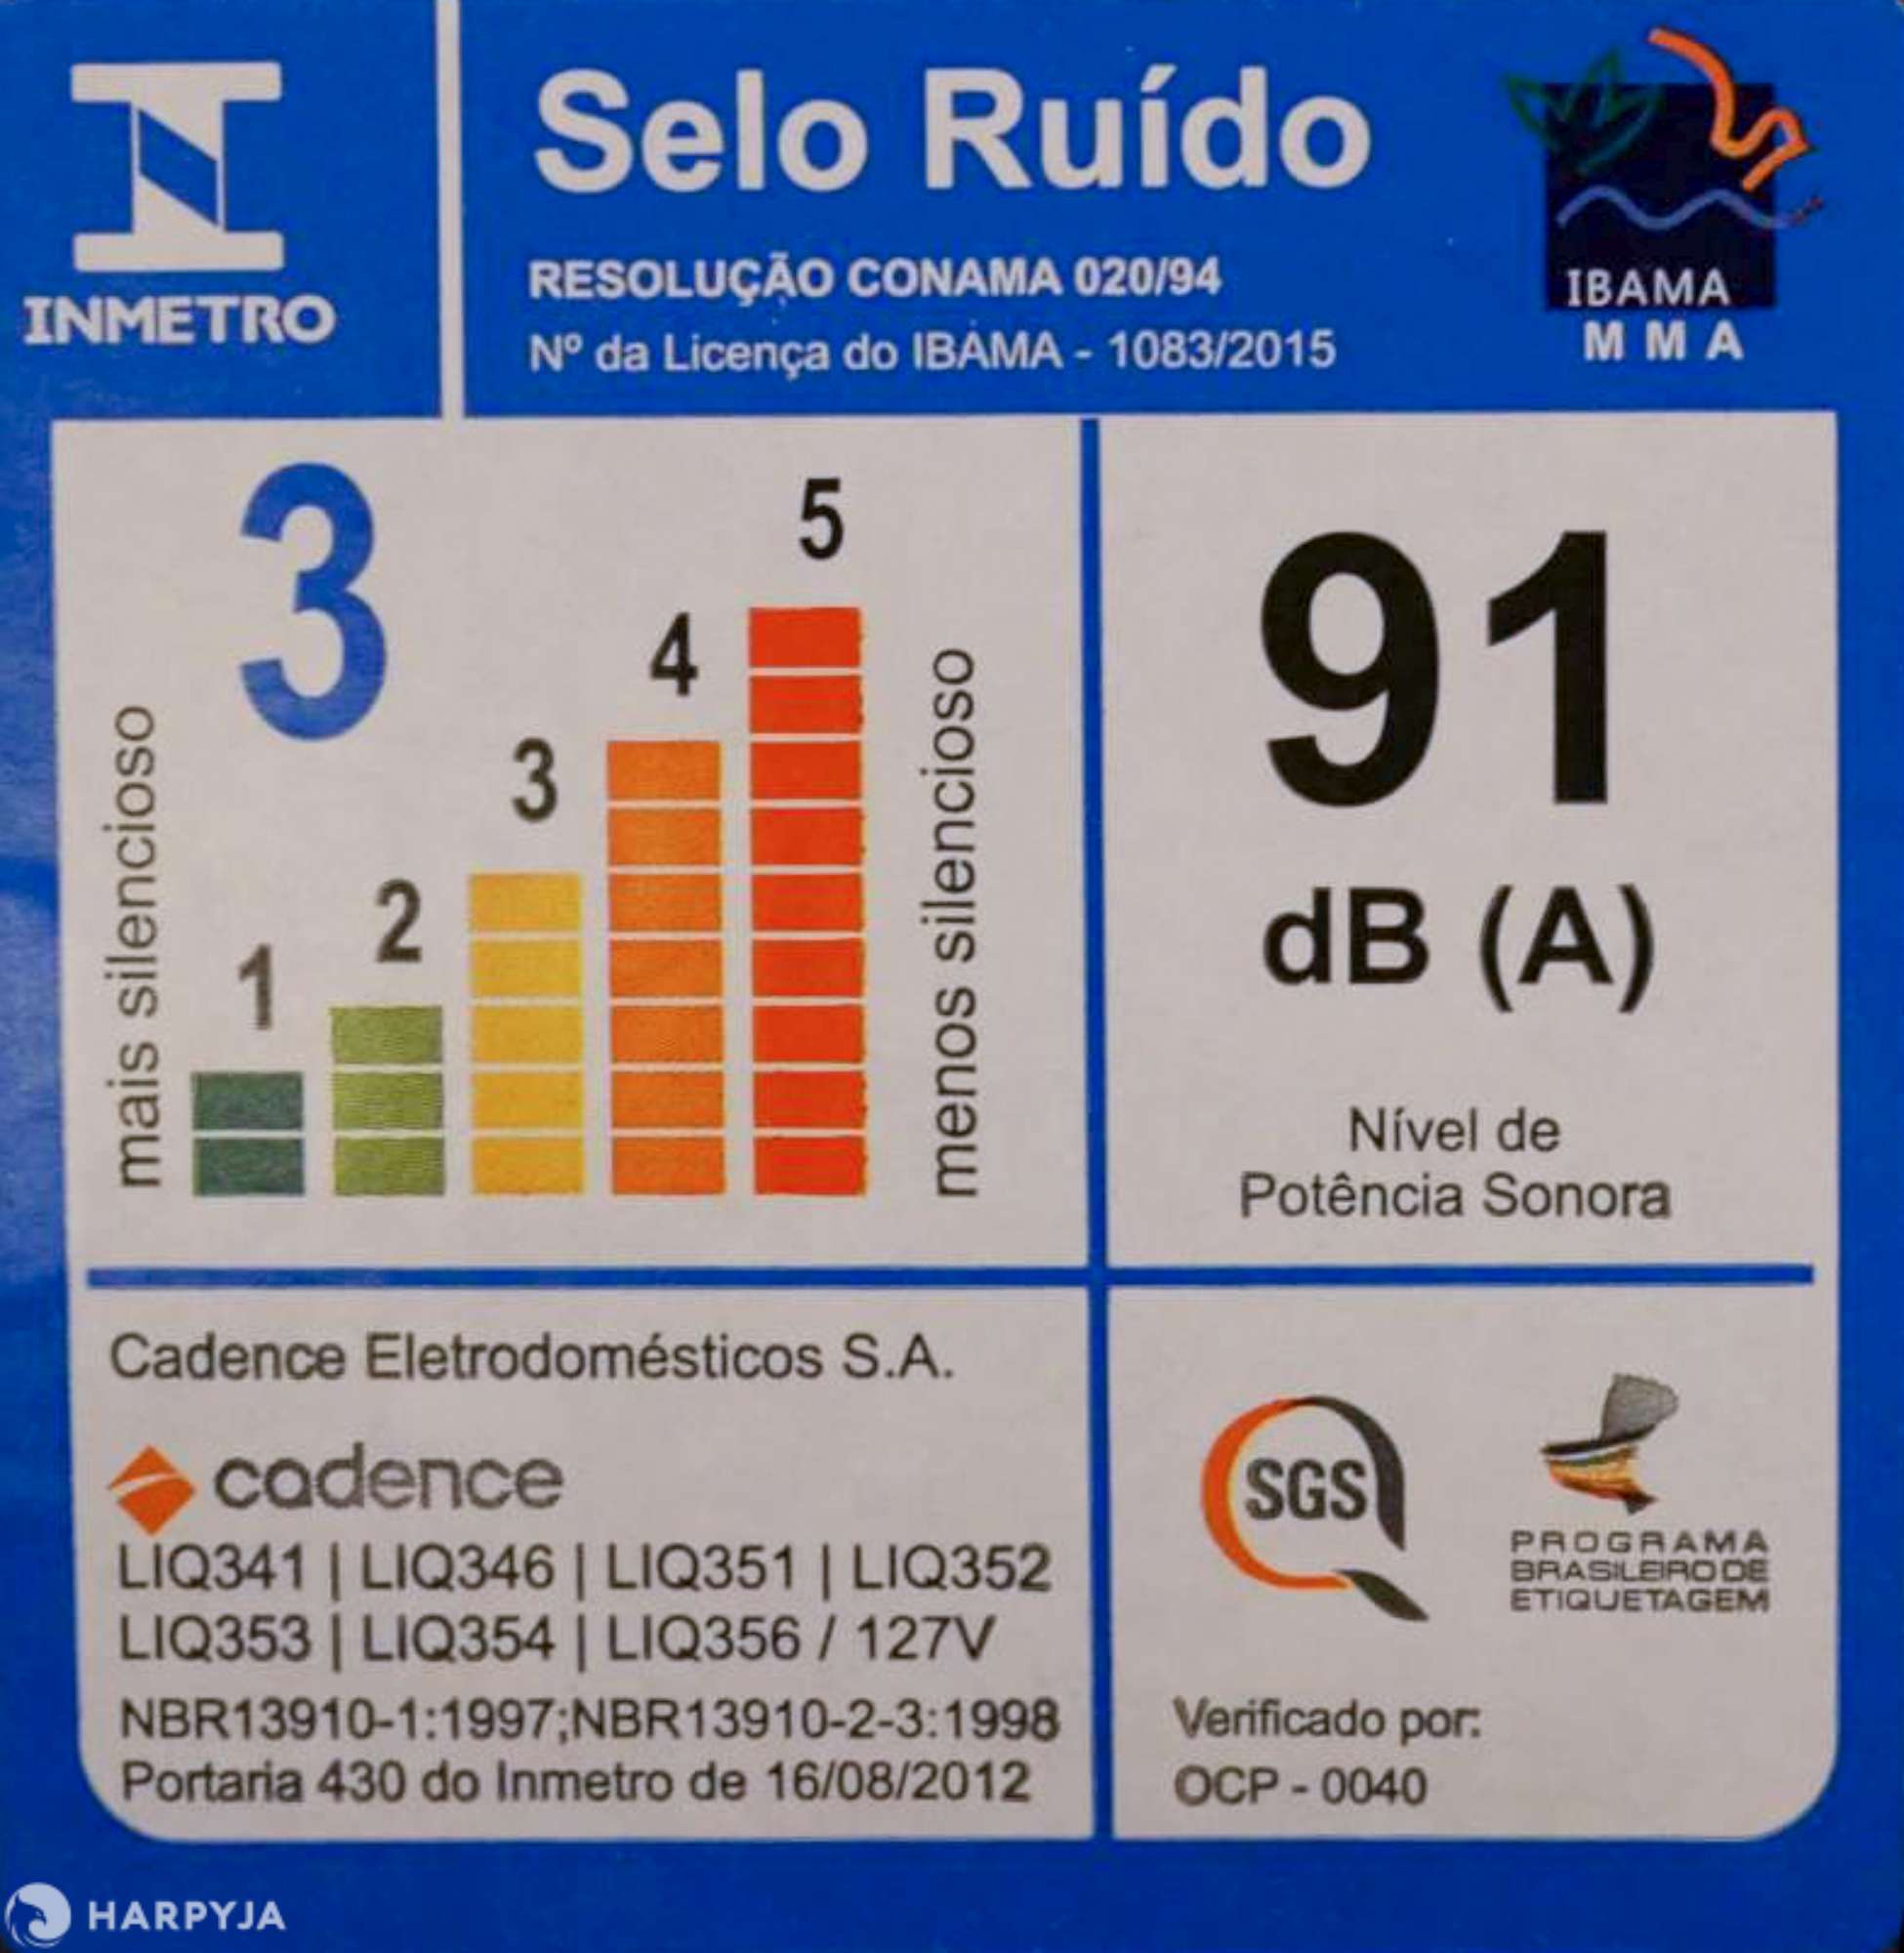 INMETRO
Selo Ruído
RESOLUÇÃO CONAMA 020/94
Nº da Licença do IBAMA - 1083/2015
IBAMA
MMA
3
mais silencioso
1
2
3
4
5
menos silencioso
91
dB (A)
Nível de
Potência Sonora
Cadence Eletrodomésticos S.A.
cadence
LIQ341 | LIQ346 | LIQ351 | LIQ352
LIQ353 | LIQ354 | LIQ356 / 127V
NBR13910-1:1997;NBR13910-2-3:1998
Portaria 430 do Inmetro de 16/08/2012
SGS
PROGRAMA
BRASILEIRO DE
ETIQUETAGEM
Verificado por:
OCP - 0040
HARPYJA